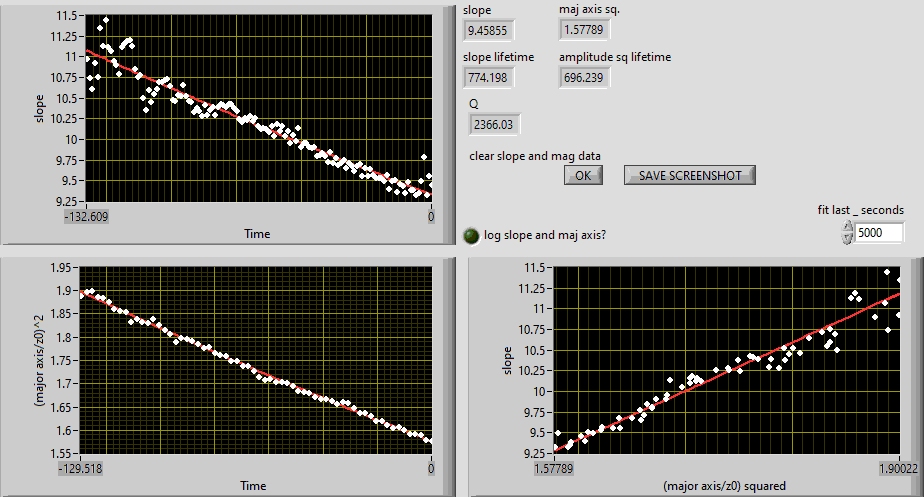 11.5
11.25
11
10.75
10.5
10.25
10
9.75
9.5
9.25
slope
-132.609
0
Time
slope
maj axis sq.
9.45855
1.57789
slope lifetime
amplitude sq lifetime
774.198
696.239
Q
2366.03
clear slope and mag data
OK
SAVE SCREENSHOT
fit last _ seconds
log slope and maj axis?
5000
1.95
1.9
1.85
1.8
1.75
1.7
1.65
1.6
1.55
(major axis/z0)^2
-129.518
0
Time
11.5
11.25
11
10.75
10.5
10.25
10
9.75
9.5
9.25
slope
1.57789
1.90022
(major axis/z0) squared